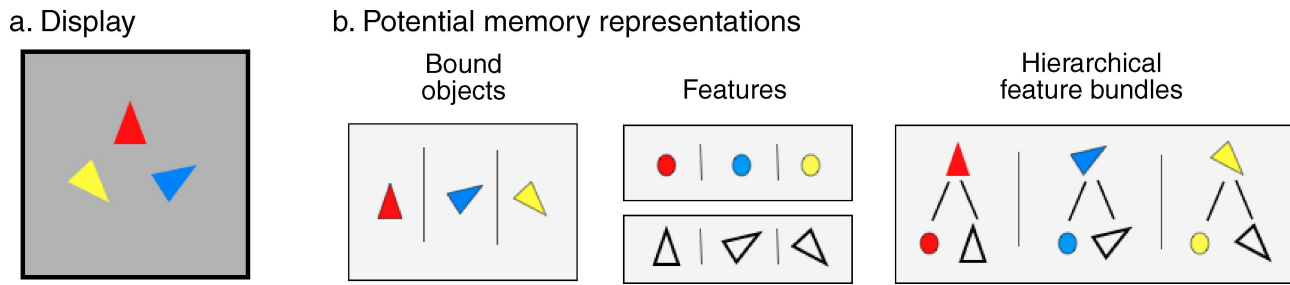 a. Display
b. Potential memory representations
Bound
objects
Features
Hierarchical
feature bundles